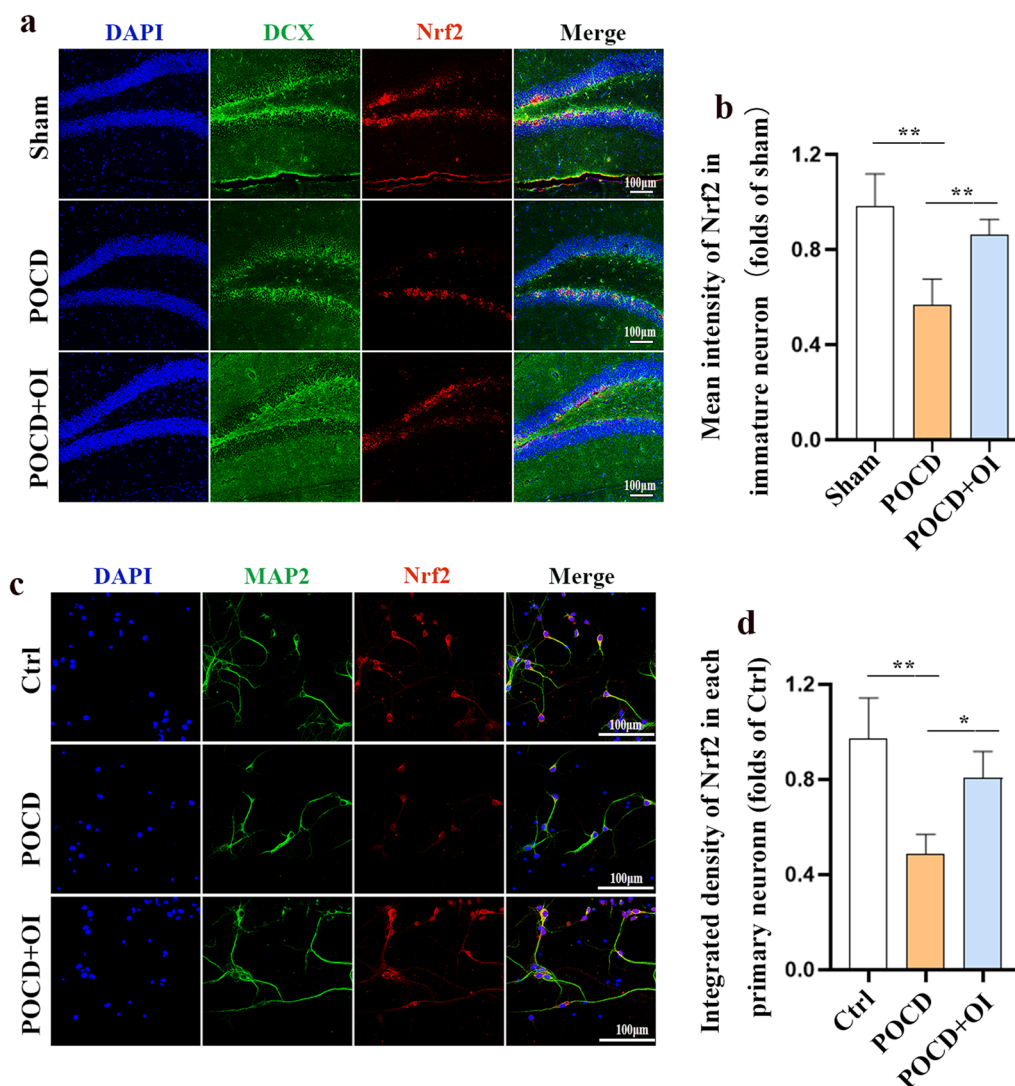 a
DAPI DCX Nrf2 Merge
Sham
100μm
POCD
100μm
POCD+OI
100μm
b
Mean intensity of Nrf2 in
immature neuron (folds of sham)
**
**
1.2
0.8
0.4
0.0
Sham POCD POCD+OI
c
DAPI MAP2 Nrf2 Merge
Ctrl
100μm
POCD
100μm
POCD+OI
100μm
d
Integrated density of Nrf2 in each
primary neuronn (folds of Ctrl)
**
*
1.2
0.8
0.4
0.0
Ctrl POCD POCD+OI